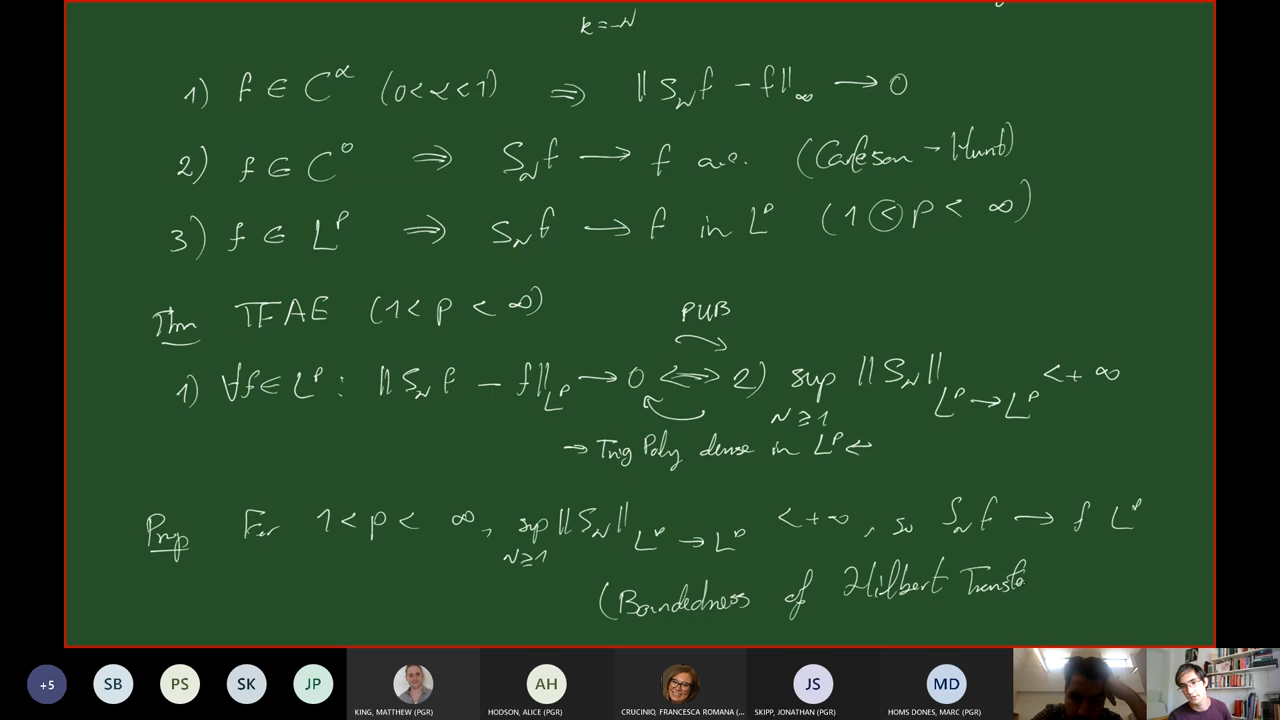 k=-N
1) f ∈ C^α (0<α<1) ⇒ ‖S_N f - f‖_∞ → 0
2) f ∈ C^0 ⇒ S_N f → f a.e. (Carleson - Hunt)
3) f ∈ L^p ⇒ S_N f → f in L^p (1 < p < ∞)
Thm TFAE (1 < p < ∞)
PUB
1) ∀f∈L^p : ‖S_N f - f‖_{L^p} → 0 ⇔ 2) sup_{N≥1} ‖S_N‖_{L^p→L^p} < +∞
→ Trig Poly dense in L^p ←
Prop For 1 < p < ∞, sup_{N≥1} ‖S_N‖_{L^p→L^p} < +∞, so S_N f → f L^p
(Boundedness of Hilbert Transfo
+5 SB PS SK JP KING, MATTHEW (PGR) AH HODSON, ALICE (PGR) CRUCINIO, FRANCESCA ROMANA (... JS SKIPP, JONATHAN (PGR) MD HOMS DONES, MARC (PGR)